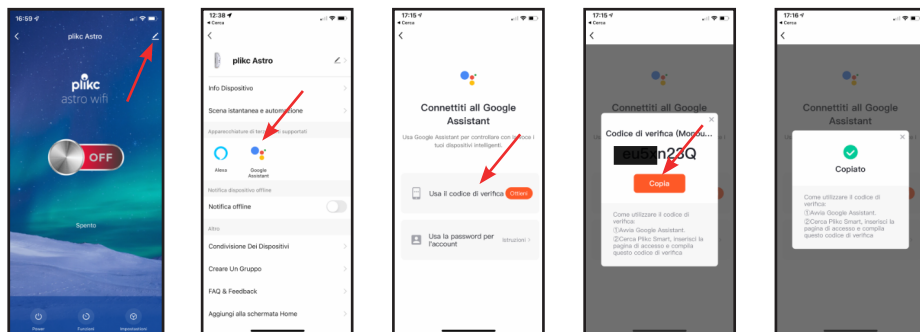 16:59
plikc Astro
plikc
astro wifi
OFF
Spento
Power
Funzioni
Impostazioni
12:38
Cerca
plikc Astro
Info Dispositivo
Scena istantanea e automazione
Apparecchiature di terze parti supportati
Alexa
Google
Assistant
Notifica dispositivo offline
Notifica offline
Altro
Condivisione Dei Dispositivi
Creare Un Gruppo
FAQ & Feedback
Aggiungi alla schermata Home
17:15
Cerca
Connettiti all Google
Assistant
Usa Google Assistant per controllare con la voce i
tuoi dispositivi intelligenti.
Usa il codice di verifica
Ottieni
Usa la password per
l'account
Istruzioni
17:15
Cerca
Connettiti all Google
Assistant
Codice di verifica (Monou...
n23Q
Copia
Come utilizzare il codice di
verifica:
①Avvia Google Assistant.
②Cerca Plikc Smart, inserisci la
pagina di accesso e compila
questo codice di verifica
17:16
Cerca
Connettiti all Google
Assistant
Copiato
Come utilizzare il codice di
verifica:
①Avvia Google Assistant.
②Cerca Plikc Smart, inserisci la
pagina di accesso e compila
questo codice di verifica